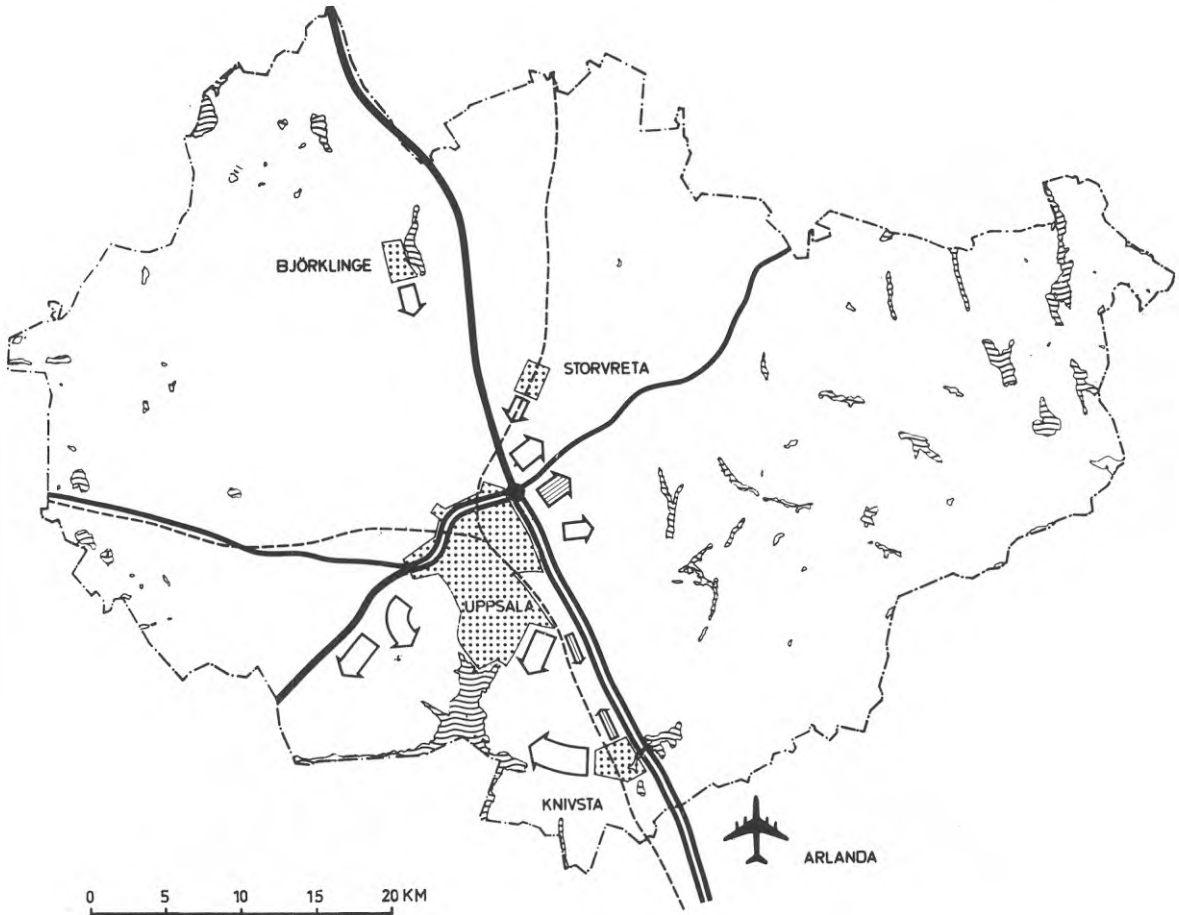 BJÖRKLINGE
STORVRETA
UPPSALA
KNIVSTA
ARLANDA
0 5 10 15 20 KM